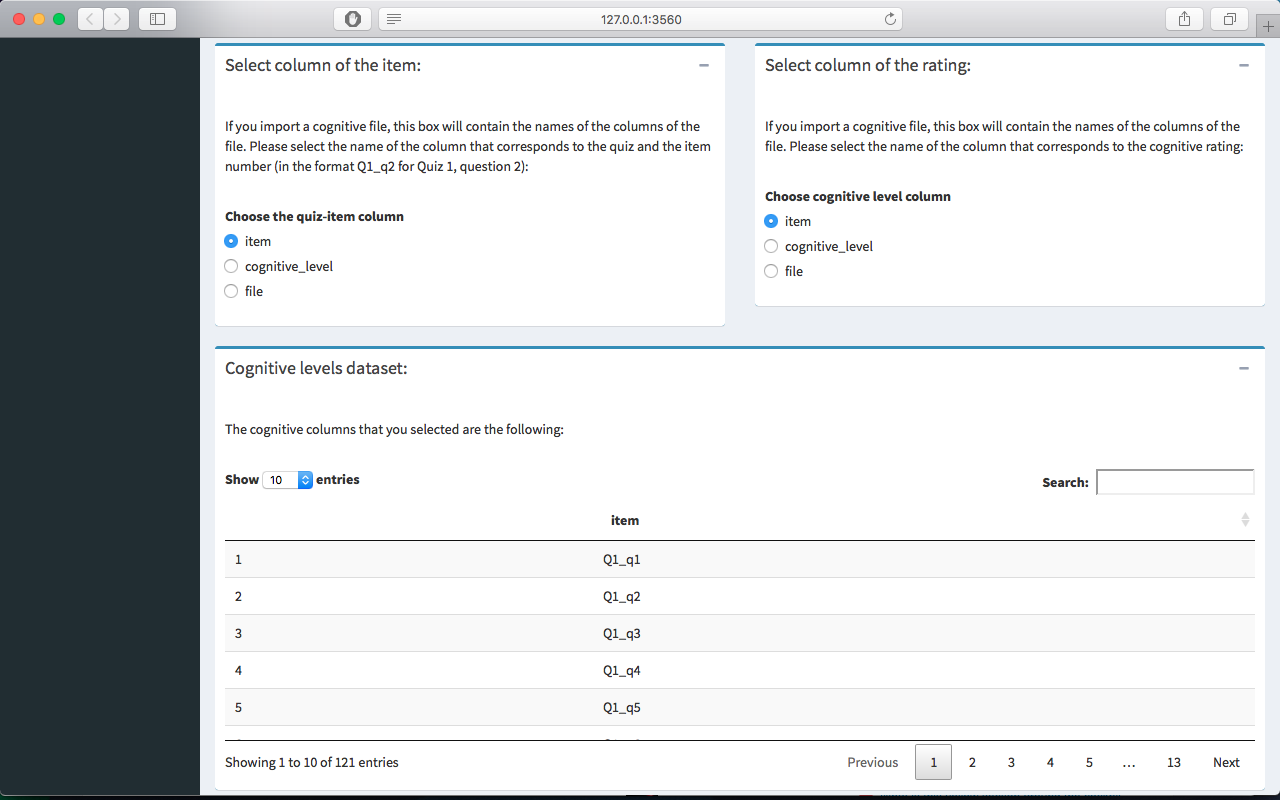 127.0.0.1:3560
Select column of the item:
If you import a cognitive file, this box will contain the names of the columns of the
file. Please select the name of the column that corresponds to the quiz and the item
number (in the format Q1_q2 for Quiz 1, question 2):
Choose the quiz-item column
item
cognitive_level
file
Select column of the rating:
If you import a cognitive file, this box will contain the names of the columns of the
file. Please select the name of the column that corresponds to the cognitive rating:
Choose cognitive level column
item
cognitive_level
file
Cognitive levels dataset:
The cognitive columns that you selected are the following:
Show 10 entries
Search:
item
1 Q1_q1
2 Q1_q2
3 Q1_q3
4 Q1_q4
5 Q1_q5
Showing 1 to 10 of 121 entries
Previous 1 2 3 4 5 ... 13 Next